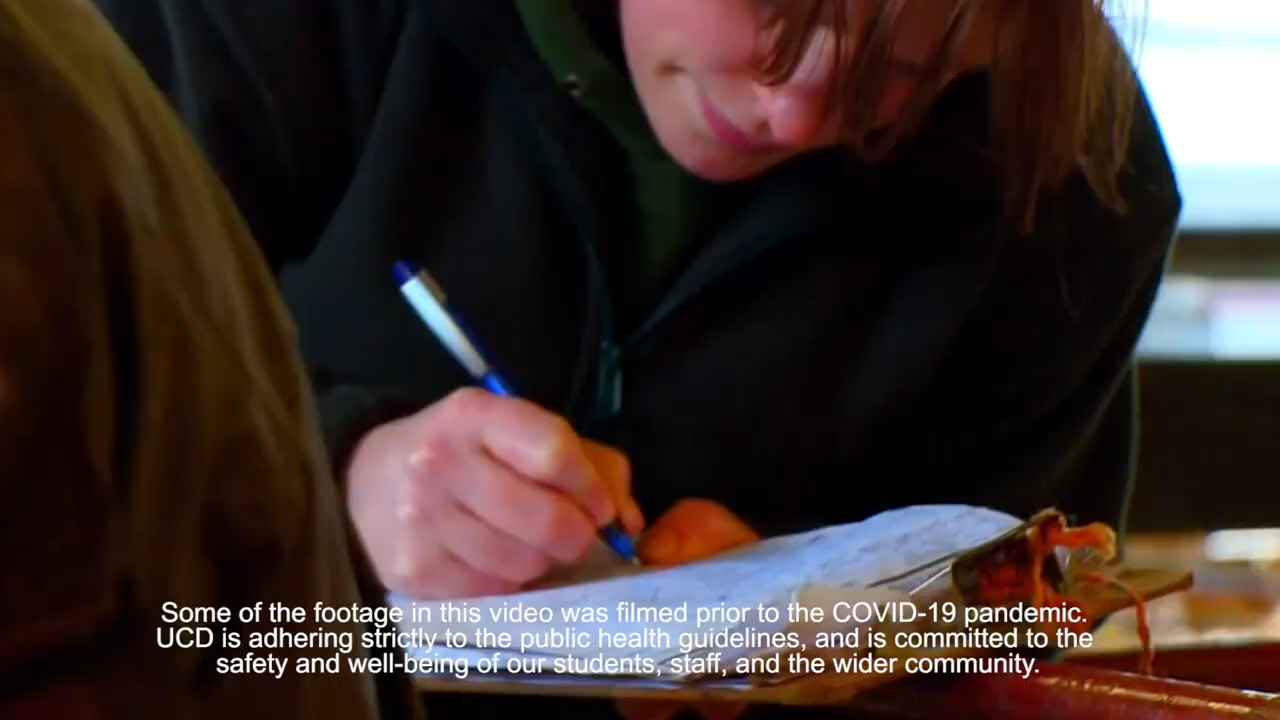 Some of the footage in this video was filmed prior to the COVID-19 pandemic.
UCD is adhering strictly to the public health guidelines, and is committed to the
safety and well-being of our students, staff, and the wider community.